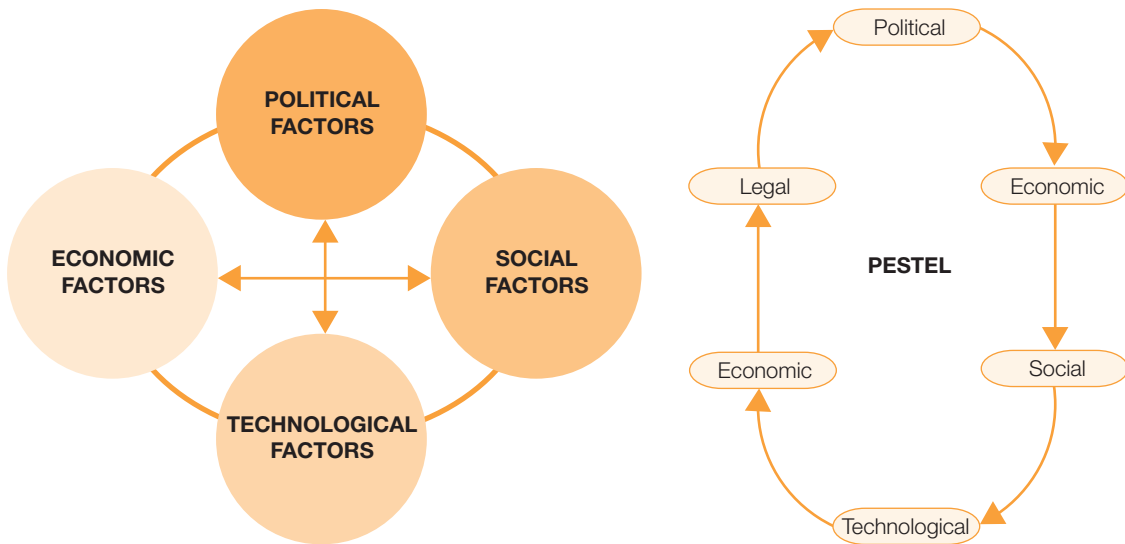 POLITICAL
FACTORS
ECONOMIC
FACTORS
SOCIAL
FACTORS
TECHNOLOGICAL
FACTORS
Political
Legal
Economic
PESTEL
Economic
Social
Technological